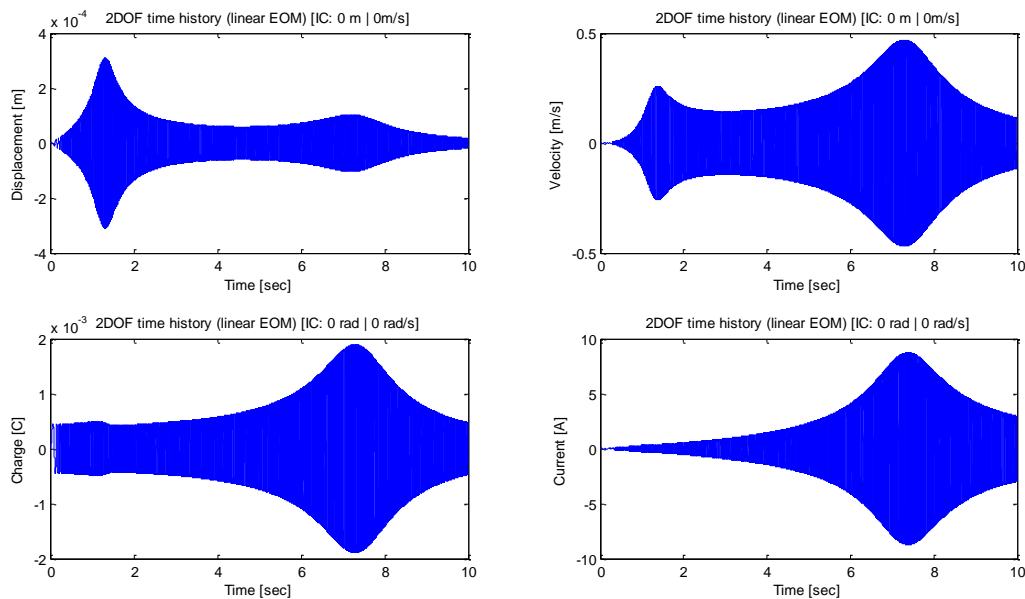 2DOF time history (linear EOM) [IC: 0 m | 0m/s]
x 10^-4
4
2
0
-2
-4
Displacement [m]
0 2 4 6 8 10
Time [sec]
2DOF time history (linear EOM) [IC: 0 m | 0m/s]
0.5
0
-0.5
Velocity [m/s]
0 2 4 6 8 10
Time [sec]
2DOF time history (linear EOM) [IC: 0 rad | 0 rad/s]
x 10^-3
2
1
0
-1
-2
Charge [C]
0 2 4 6 8 10
Time [sec]
2DOF time history (linear EOM) [IC: 0 rad | 0 rad/s]
10
5
0
-5
-10
Current [A]
0 2 4 6 8 10
Time [sec]